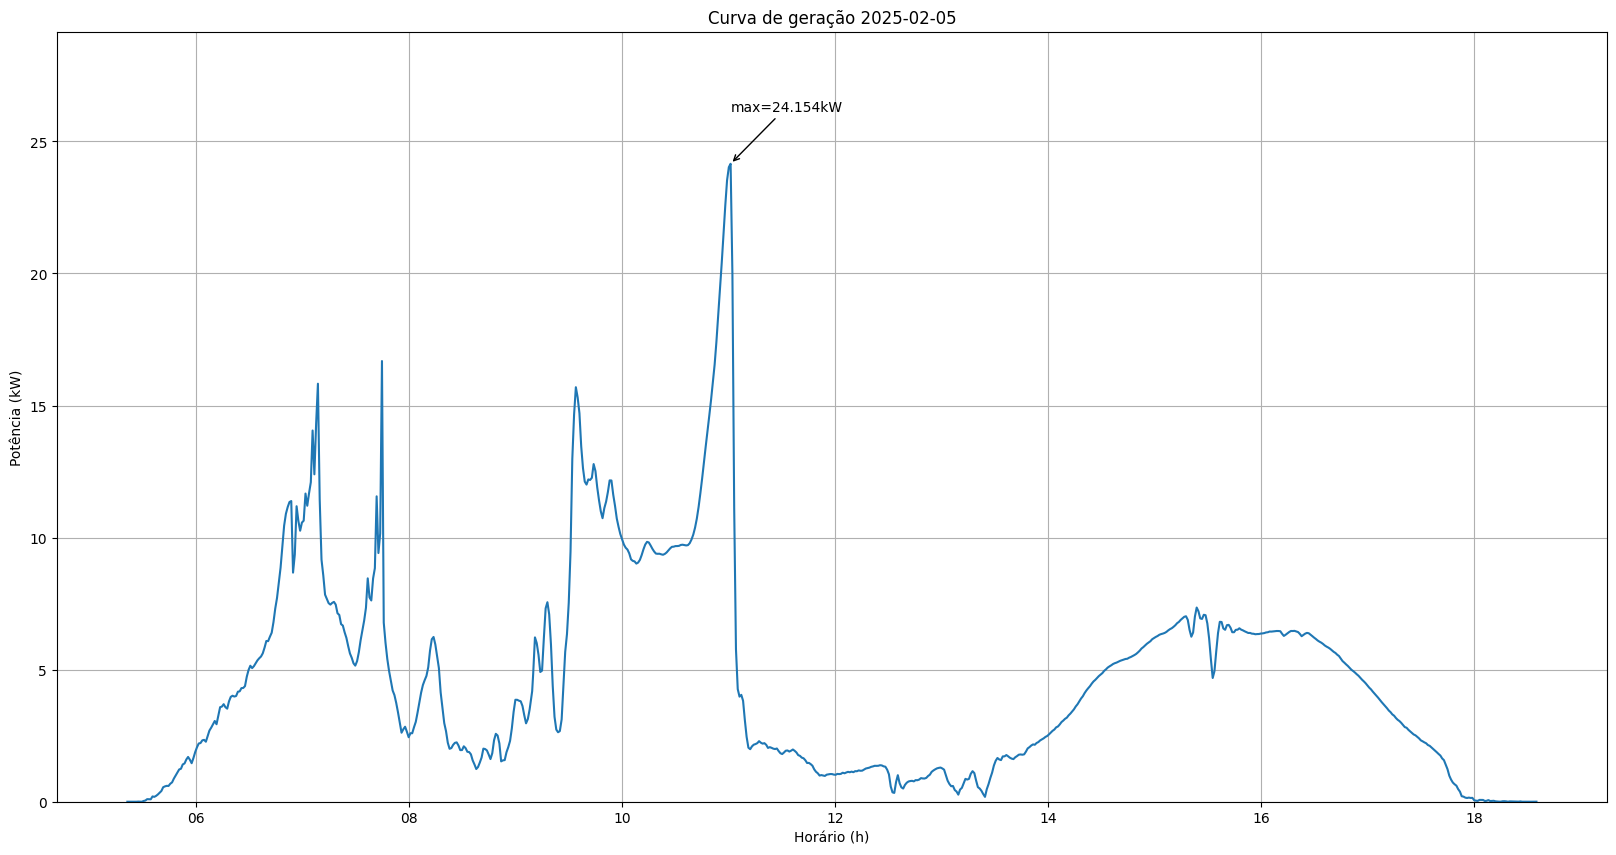 Curva de geração 2025-02-05
max=24.154kW
25
20
15
10
5
0
Potência (kW)
06 08 10 12 14 16 18
Horário (h)